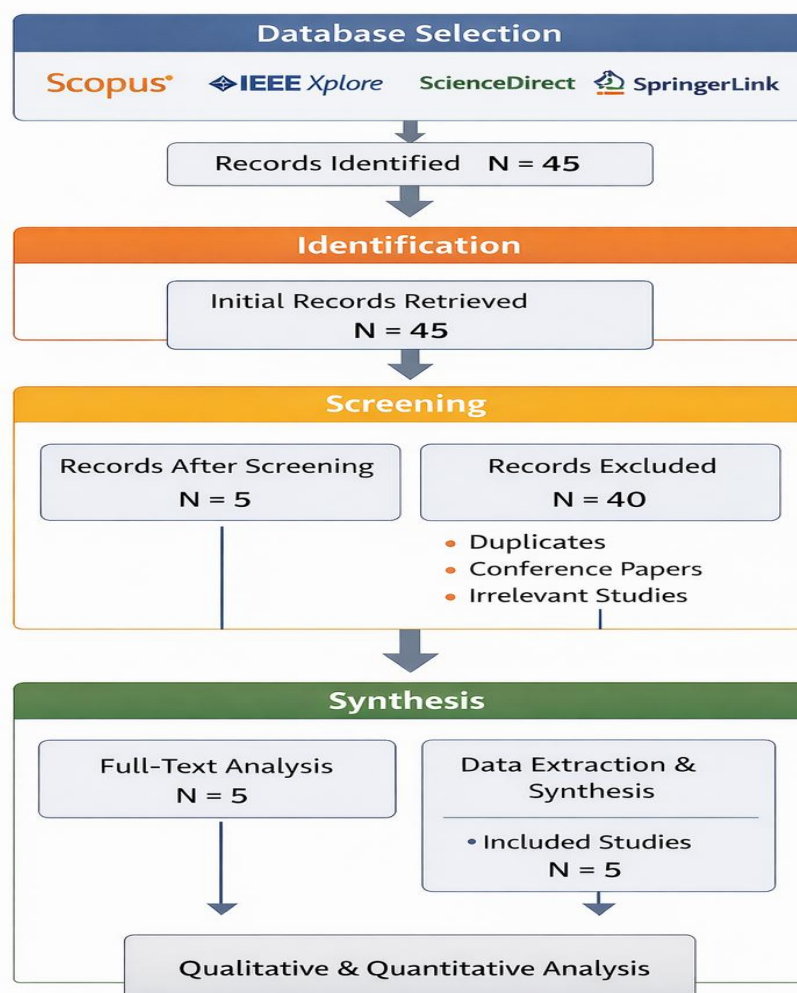 Database Selection
Scopus IEEE Xplore ScienceDirect SpringerLink
Records Identified N = 45
Identification
Initial Records Retrieved
N = 45
Screening
Records After Screening
N = 5
Records Excluded
N = 40
• Duplicates
• Conference Papers
• Irrelevant Studies
Synthesis
Full-Text Analysis
N = 5
Data Extraction &
Synthesis
• Included Studies
N = 5
Qualitative & Quantitative Analysis